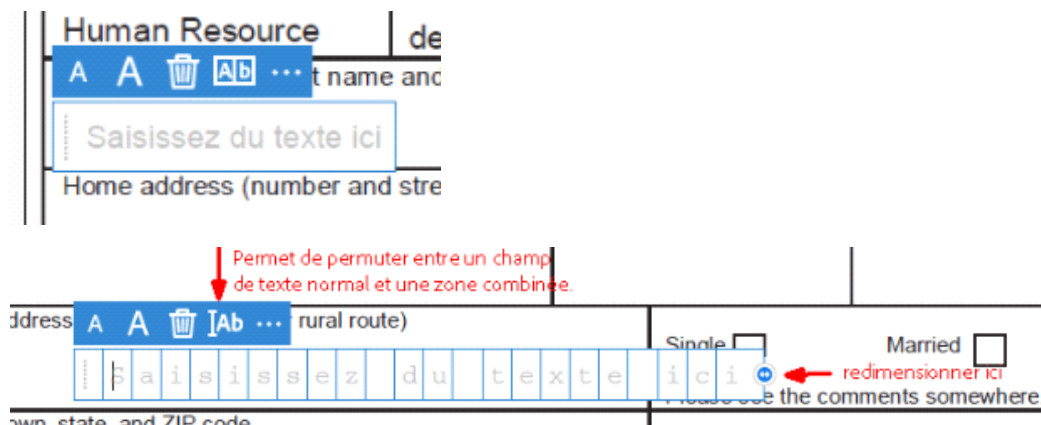 Human Resource de
A A Ab ... t name and
Saisissez du texte ici
Home address (number and stre
Permet de permuter entre un champ
de texte normal et une zone combinée.
ddress A A Ab ... rural route)
Single Married
Saisissez du texte ici redimensionner ici
the comments somewhere
own, state, and ZIP code